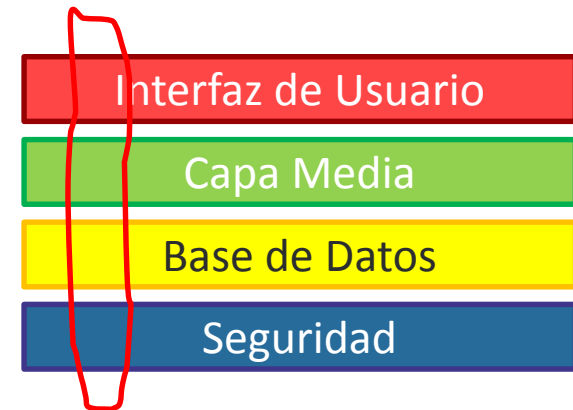 Interfaz de Usuario
Capa Media
Base de Datos
Seguridad